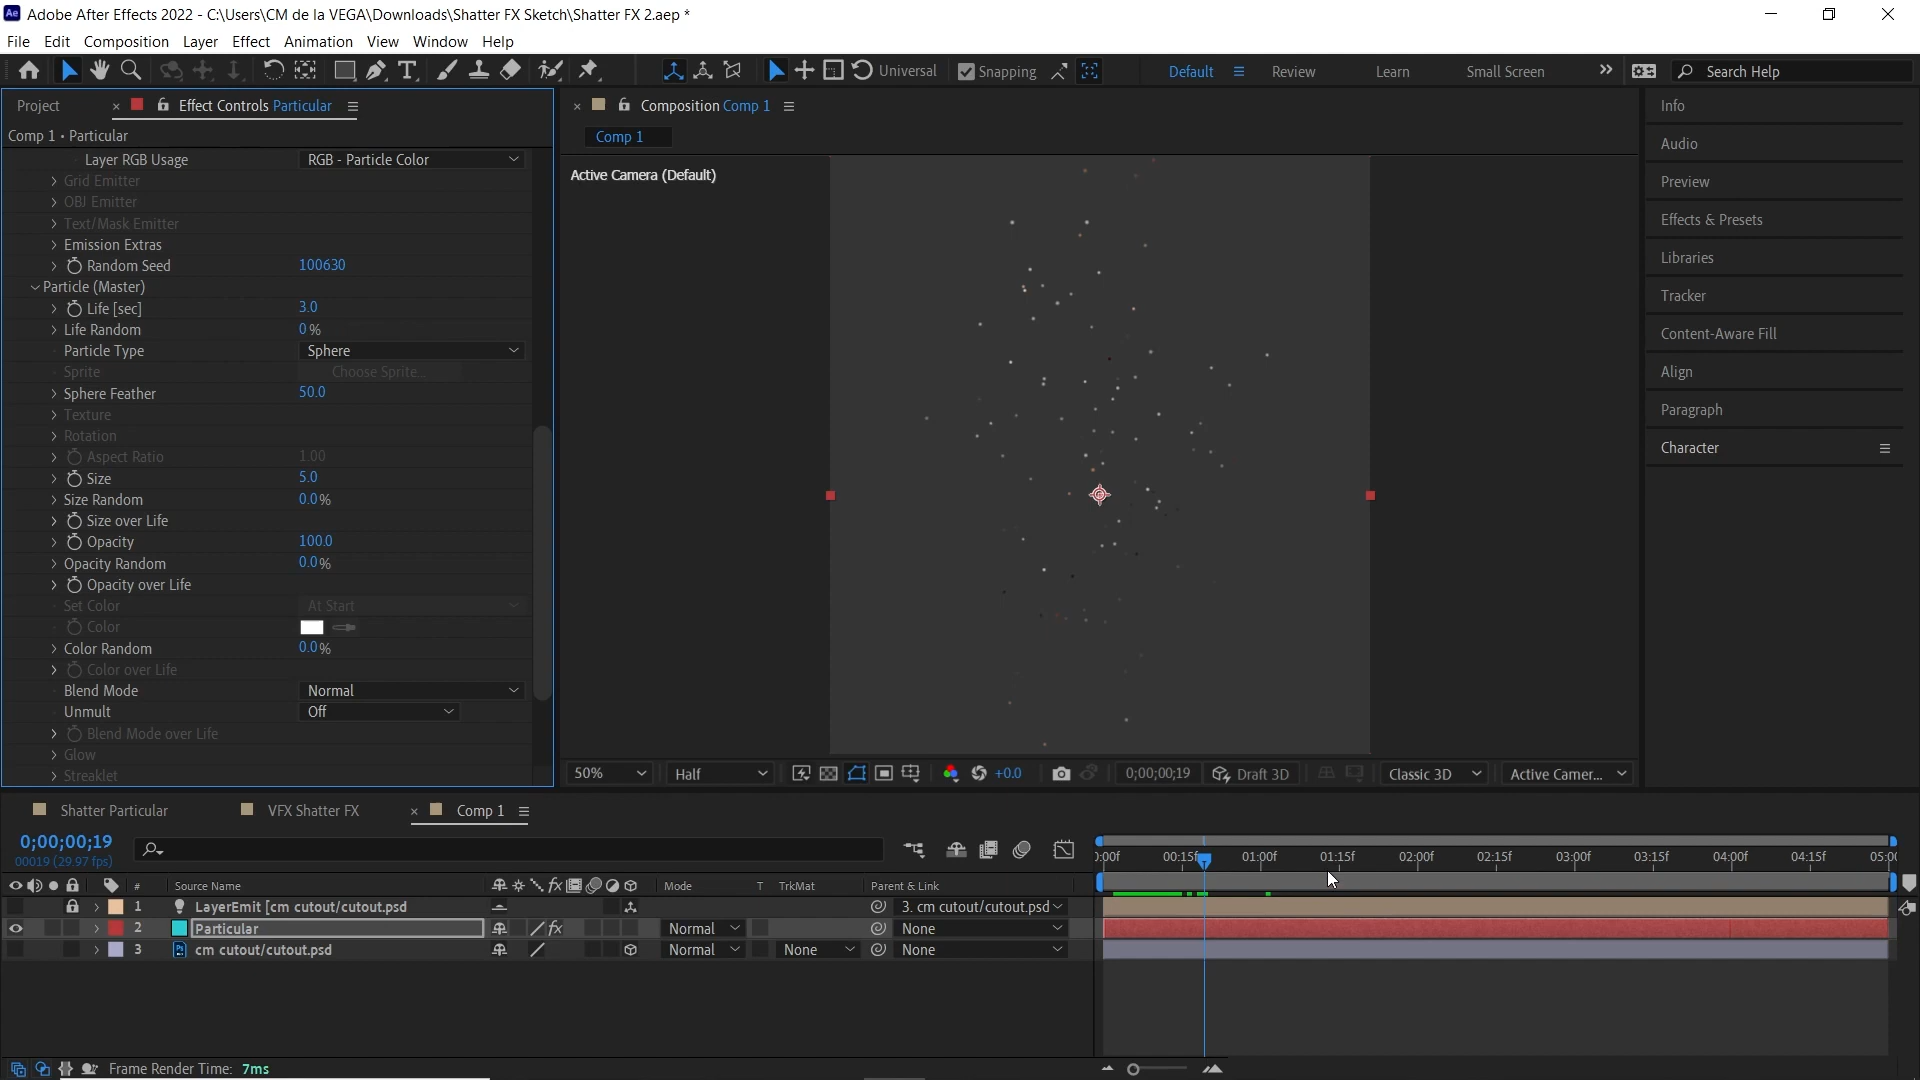 Ae Adobe After Effects 2022 - C:\Users\CM de la VEGA\Downloads\Shatter FX Sketch\Shatter FX 2.aep *
File Edit Composition Layer Effect Animation View Window Help
Universal Snapping Default Review Learn Small Screen Search Help
Project Effect Controls Particular
Comp 1 • Particular
Layer RGB Usage RGB - Particle Color
Grid Emitter
OBJ Emitter
Text/Mask Emitter
Emission Extras
Random Seed 100630
Particle (Master)
Life [sec] 3.0
Life Random 0%
Particle Type Sphere
Sprite Choose Sprite...
Sphere Feather 50.0
Texture
Rotation
Aspect Ratio 1.00
Size 5.0
Size Random 0.0%
Size over Life
Opacity 100.0
Opacity Random 0.0%
Opacity over Life
Set Color At Start
Color
Color Random 0.0%
Color over Life
Blend Mode Normal
Unmult Off
Blend Mode over Life
Glow
Streaklet
Composition Comp 1
Comp 1
Active Camera (Default)
50% Half +0.0 0;00;00;19 Draft 3D Classic 3D Active Camer...
Info
Audio
Preview
Effects & Presets
Libraries
Tracker
Content-Aware Fill
Align
Paragraph
Character
Shatter Particular VFX Shatter FX Comp 1
0;00;00;19
00019 (29.97 fps)
0:00f 00:15f 01:00f 01:15f 02:00f 02:15f 03:00f 03:15f 04:00f 04:15f 05:00
# Source Name fx Mode T TrkMat Parent & Link
1 LayerEmit [cm cutout/cutout.psd 3. cm cutout/cutout.psd
2 Particular fx Normal None
3 Ps cm cutout/cutout.psd Normal None None
Frame Render Time: 7ms